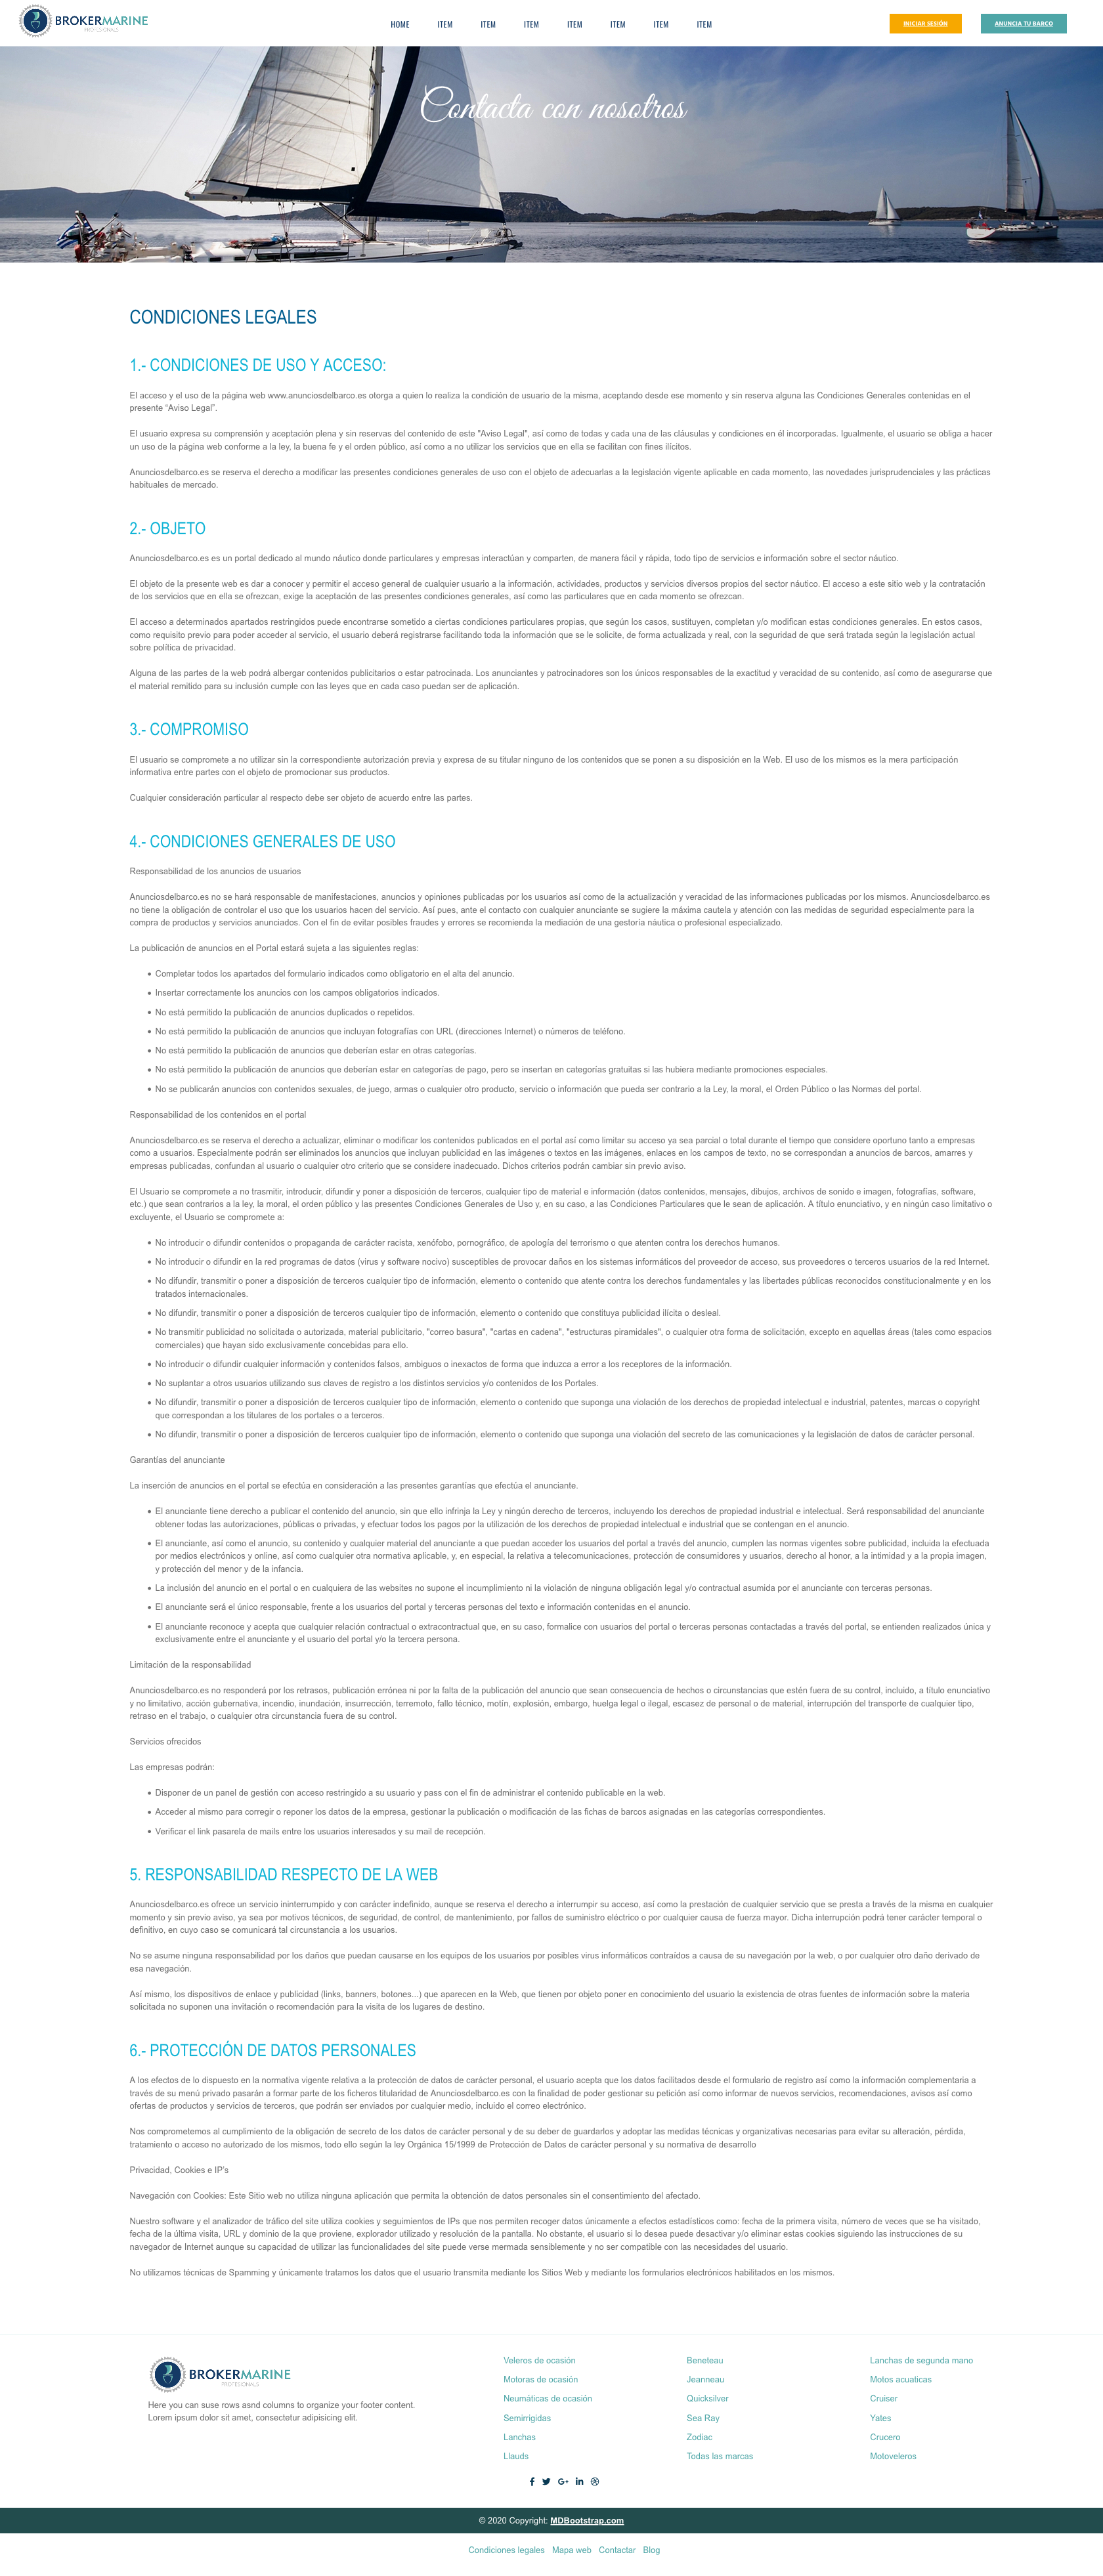 BROKERMARINE
PROFESIONALS
HOME ITEM ITEM ITEM ITEM ITEM ITEM ITEM
INICIAR SESIÓN
ANUNCIA TU BARCO
Contacta con nosotros
CONDICIONES LEGALES
1.- CONDICIONES DE USO Y ACCESO:
El acceso y el uso de la página web www.anunciosdelbarco.es otorga a quien lo realiza la condición de usuario de la misma, aceptando desde ese momento y sin reserva alguna las Condiciones Generales contenidas en el
presente "Aviso Legal".
El usuario expresa su comprensión y aceptación plena y sin reservas del contenido de este "Aviso Legal", así como de todas y cada una de las cláusulas y condiciones en él incorporadas. Igualmente, el usuario se obliga a hacer
un uso de la página web conforme a la ley, la buena fe y el orden público, así como a no utilizar los servicios que en ella se facilitan con fines ilícitos.
Anunciosdelbarco.es se reserva el derecho a modificar las presentes condiciones generales de uso con el objeto de adecuarlas a la legislación vigente aplicable en cada momento, las novedades jurisprudenciales y las prácticas
habituales de mercado.
2.- OBJETO
Anunciosdelbarco.es es un portal dedicado al mundo náutico donde particulares y empresas interactúan y comparten, de manera fácil y rápida, todo tipo de servicios e información sobre el sector náutico.
El objeto de la presente web es dar a conocer y permitir el acceso general de cualquier usuario a la información, actividades, productos y servicios diversos propios del sector náutico. El acceso a este sitio web y la contratación
de los servicios que en ella se ofrezcan, exige la aceptación de las presentes condiciones generales, así como las particulares que en cada momento se ofrezcan.
El acceso a determinados apartados restringidos puede encontrarse sometido a ciertas condiciones particulares propias, que según los casos, sustituyen, completan y/o modifican estas condiciones generales. En estos casos,
como requisito previo para poder acceder al servicio, el usuario deberá registrarse facilitando toda la información que se le solicite, de forma actualizada y real, con la seguridad de que será tratada según la legislación actual
sobre política de privacidad.
Alguna de las partes de la web podrá albergar contenidos publicitarios o estar patrocinada. Los anunciantes y patrocinadores son los únicos responsables de la exactitud y veracidad de su contenido, así como de asegurarse que
el material remitido para su inclusión cumple con las leyes que en cada caso puedan ser de aplicación.
3.- COMPROMISO
El usuario se compromete a no utilizar sin la correspondiente autorización previa y expresa de su titular ninguno de los contenidos que se ponen a su disposición en la Web. El uso de los mismos es la mera participación
informativa entre partes con el objeto de promocionar sus productos.
Cualquier consideración particular al respecto debe ser objeto de acuerdo entre las partes.
4.- CONDICIONES GENERALES DE USO
Responsabilidad de los anuncios de usuarios
Anunciosdelbarco.es no se hará responsable de manifestaciones, anuncios y opiniones publicadas por los usuarios así como de la actualización y veracidad de las informaciones publicadas por los mismos. Anunciosdelbarco.es
no tiene la obligación de controlar el uso que los usuarios hacen del servicio. Así pues, ante el contacto con cualquier anunciante se sugiere la máxima cautela y atención con las medidas de seguridad especialmente para la
compra de productos y servicios anunciados. Con el fin de evitar posibles fraudes y errores se recomienda la mediación de una gestoría náutica o profesional especializado.
La publicación de anuncios en el Portal estará sujeta a las siguientes reglas:
• Completar todos los apartados del formulario indicados como obligatorio en el alta del anuncio.
• Insertar correctamente los anuncios con los campos obligatorios indicados.
• No está permitido la publicación de anuncios duplicados o repetidos.
• No está permitido la publicación de anuncios que incluyan fotografías con URL (direcciones Internet) o números de teléfono.
• No está permitido la publicación de anuncios que deberían estar en otras categorías.
• No está permitido la publicación de anuncios que deberían estar en categorías de pago, pero se insertan en categorías gratuitas si las hubiera mediante promociones especiales.
• No se publicarán anuncios con contenidos sexuales, de juego, armas o cualquier otro producto, servicio o información que pueda ser contrario a la Ley, la moral, el Orden Público o las Normas del portal.
Responsabilidad de los contenidos en el portal
Anunciosdelbarco.es se reserva el derecho a actualizar, eliminar o modificar los contenidos publicados en el portal así como limitar su acceso ya sea parcial o total durante el tiempo que considere oportuno tanto a empresas
como a usuarios. Especialmente podrán ser eliminados los anuncios que incluyan publicidad en las imágenes o textos en las imágenes, enlaces en los campos de texto, no se correspondan a anuncios de barcos, amarres y
empresas publicadas, confundan al usuario o cualquier otro criterio que se considere inadecuado. Dichos criterios podrán cambiar sin previo aviso.
El Usuario se compromete a no trasmitir, introducir, difundir y poner a disposición de terceros, cualquier tipo de material e información (datos contenidos, mensajes, dibujos, archivos de sonido e imagen, fotografías, software,
etc.) que sean contrarios a la ley, la moral, el orden público y las presentes Condiciones Generales de Uso y, en su caso, a las Condiciones Particulares que le sean de aplicación. A título enunciativo, y en ningún caso limitativo o
excluyente, el Usuario se compromete a:
• No introducir o difundir contenidos o propaganda de carácter racista, xenófobo, pornográfico, de apología del terrorismo o que atenten contra los derechos humanos.
• No introducir o difundir en la red programas de datos (virus y software nocivo) susceptibles de provocar daños en los sistemas informáticos del proveedor de acceso, sus proveedores o terceros usuarios de la red Internet.
• No difundir, transmitir o poner a disposición de terceros cualquier tipo de información, elemento o contenido que atente contra los derechos fundamentales y las libertades públicas reconocidos constitucionalmente y en los
tratados internacionales.
• No difundir, transmitir o poner a disposición de terceros cualquier tipo de información, elemento o contenido que constituya publicidad ilícita o desleal.
• No transmitir publicidad no solicitada o autorizada, material publicitario, "correo basura", "cartas en cadena", "estructuras piramidales", o cualquier otra forma de solicitación, excepto en aquellas áreas (tales como espacios
comerciales) que hayan sido exclusivamente concebidas para ello.
• No introducir o difundir cualquier información y contenidos falsos, ambiguos o inexactos de forma que induzca a error a los receptores de la información.
• No suplantar a otros usuarios utilizando sus claves de registro a los distintos servicios y/o contenidos de los Portales.
• No difundir, transmitir o poner a disposición de terceros cualquier tipo de información, elemento o contenido que suponga una violación de los derechos de propiedad intelectual e industrial, patentes, marcas o copyright
que correspondan a los titulares de los portales o a terceros.
• No difundir, transmitir o poner a disposición de terceros cualquier tipo de información, elemento o contenido que suponga una violación del secreto de las comunicaciones y la legislación de datos de carácter personal.
Garantías del anunciante
La inserción de anuncios en el portal se efectúa en consideración a las presentes garantías que efectúa el anunciante.
• El anunciante tiene derecho a publicar el contenido del anuncio, sin que ello infrinja la Ley y ningún derecho de terceros, incluyendo los derechos de propiedad industrial e intelectual. Será responsabilidad del anunciante
obtener todas las autorizaciones, públicas o privadas, y efectuar todos los pagos por la utilización de los derechos de propiedad intelectual e industrial que se contengan en el anuncio.
• El anunciante, así como el anuncio, su contenido y cualquier material del anunciante a que puedan acceder los usuarios del portal a través del anuncio, cumplen las normas vigentes sobre publicidad, incluida la efectuada
por medios electrónicos y online, así como cualquier otra normativa aplicable, y, en especial, la relativa a telecomunicaciones, protección de consumidores y usuarios, derecho al honor, a la intimidad y a la propia imagen,
y protección del menor y de la infancia.
• La inclusión del anuncio en el portal o en cualquiera de las websites no supone el incumplimiento ni la violación de ninguna obligación legal y/o contractual asumida por el anunciante con terceras personas.
• El anunciante será el único responsable, frente a los usuarios del portal y terceras personas del texto e información contenidas en el anuncio.
• El anunciante reconoce y acepta que cualquier relación contractual o extracontractual que, en su caso, formalice con usuarios del portal o terceras personas contactadas a través del portal, se entienden realizados única y
exclusivamente entre el anunciante y el usuario del portal y/o la tercera persona.
Limitación de la responsabilidad
Anunciosdelbarco.es no responderá por los retrasos, publicación errónea ni por la falta de la publicación del anuncio que sean consecuencia de hechos o circunstancias que estén fuera de su control, incluido, a título enunciativo
y no limitativo, acción gubernativa, incendio, inundación, insurrección, terremoto, fallo técnico, motín, explosión, embargo, huelga legal o ilegal, escasez de personal o de material, interrupción del transporte de cualquier tipo,
retraso en el trabajo, o cualquier otra circunstancia fuera de su control.
Servicios ofrecidos
Las empresas podrán:
• Disponer de un panel de gestión con acceso restringido a su usuario y pass con el fin de administrar el contenido publicable en la web.
• Acceder al mismo para corregir o reponer los datos de la empresa, gestionar la publicación o modificación de las fichas de barcos asignadas en las categorías correspondientes.
• Verificar el link pasarela de mails entre los usuarios interesados y su mail de recepción.
5. RESPONSABILIDAD RESPECTO DE LA WEB
Anunciosdelbarco.es ofrece un servicio ininterrumpido y con carácter indefinido, aunque se reserva el derecho a interrumpir su acceso, así como la prestación de cualquier servicio que se presta a través de la misma en cualquier
momento y sin previo aviso, ya sea por motivos técnicos, de seguridad, de control, de mantenimiento, por fallos de suministro eléctrico o por cualquier causa de fuerza mayor. Dicha interrupción podrá tener carácter temporal o
definitivo, en cuyo caso se comunicará tal circunstancia a los usuarios.
No se asume ninguna responsabilidad por los daños que puedan causarse en los equipos de los usuarios por posibles virus informáticos contraídos a causa de su navegación por la web, o por cualquier otro daño derivado de
esa navegación.
Así mismo, los dispositivos de enlace y publicidad (links, banners, botones...) que aparecen en la Web, que tienen por objeto poner en conocimiento del usuario la existencia de otras fuentes de información sobre la materia
solicitada no suponen una invitación o recomendación para la visita de los lugares de destino.
6.- PROTECCIÓN DE DATOS PERSONALES
A los efectos de lo dispuesto en la normativa vigente relativa a la protección de datos de carácter personal, el usuario acepta que los datos facilitados desde el formulario de registro así como la información complementaria a
través de su menú privado pasarán a formar parte de los ficheros titularidad de Anunciosdelbarco.es con la finalidad de poder gestionar su petición así como informar de nuevos servicios, recomendaciones, avisos así como
ofertas de productos y servicios de terceros, que podrán ser enviados por cualquier medio, incluido el correo electrónico.
Nos comprometemos al cumplimiento de la obligación de secreto de los datos de carácter personal y de su deber de guardarlos y adoptar las medidas técnicas y organizativas necesarias para evitar su alteración, pérdida,
tratamiento o acceso no autorizado de los mismos, todo ello según la ley Orgánica 15/1999 de Protección de Datos de carácter personal y su normativa de desarrollo
Privacidad, Cookies e IP's
Navegación con Cookies: Este Sitio web no utiliza ninguna aplicación que permita la obtención de datos personales sin el consentimiento del afectado.
Nuestro software y el analizador de tráfico del site utiliza cookies y seguimientos de IPs que nos permiten recoger datos únicamente a efectos estadísticos como: fecha de la primera visita, número de veces que se ha visitado,
fecha de la última visita, URL y dominio de la que proviene, explorador utilizado y resolución de la pantalla. No obstante, el usuario si lo desea puede desactivar y/o eliminar estas cookies siguiendo las instrucciones de su
navegador de Internet aunque su capacidad de utilizar las funcionalidades del site puede verse mermada sensiblemente y no ser compatible con las necesidades del usuario.
No utilizamos técnicas de Spamming y únicamente tratamos los datos que el usuario transmita mediante los Sitios Web y mediante los formularios electrónicos habilitados en los mismos.
BROKERMARINE
PROFESIONALS
Here you can suse rows asnd columns to organize your footer content.
Lorem ipsum dolor sit amet, consectetur adipisicing elit.
Veleros de ocasión
Motoras de ocasión
Neumáticas de ocasión
Semirrigidas
Lanchas
Llauds
Beneteau
Jeanneau
Quicksilver
Sea Ray
Zodiac
Todas las marcas
Lanchas de segunda mano
Motos acuaticas
Cruiser
Yates
Crucero
Motoveleros
© 2020 Copyright: MDBootstrap.com
Condiciones legales Mapa web Contactar Blog